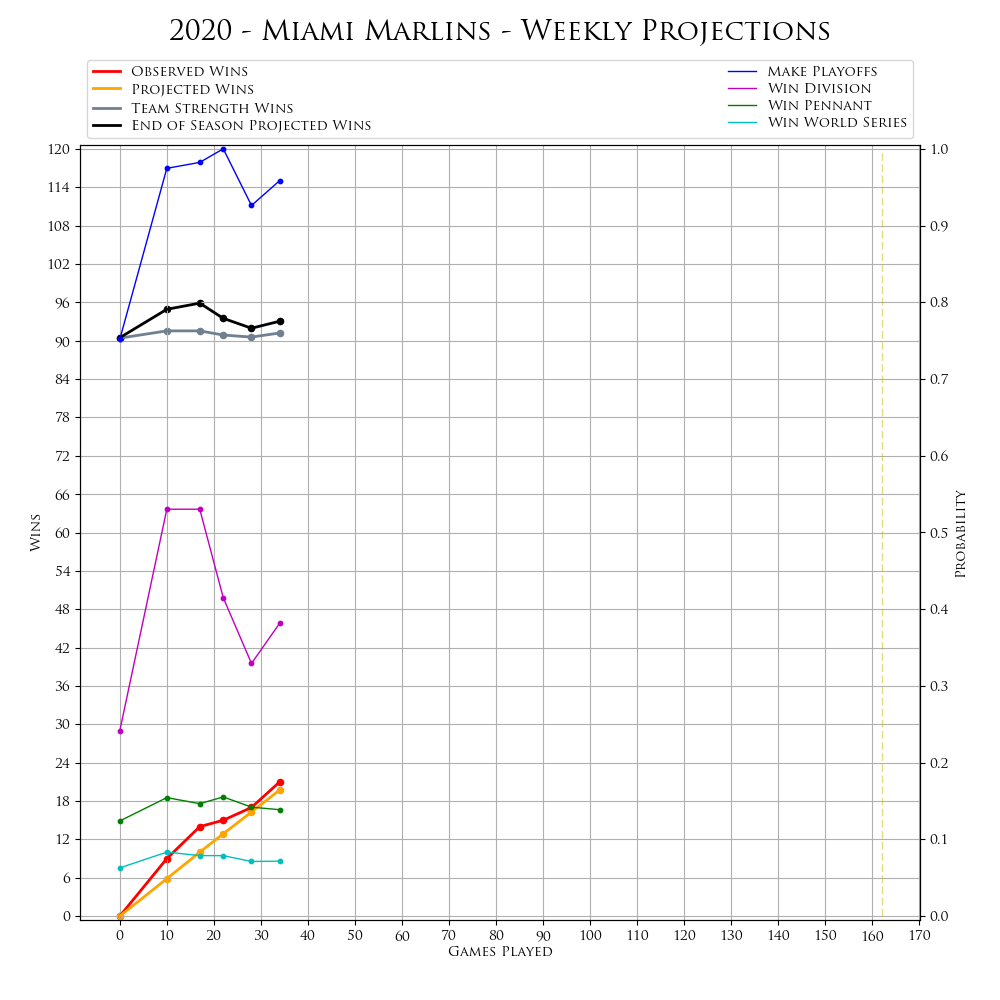 2020 - Miami Marlins - Weekly Projections
Observed Wins
Projected Wins
Team Strength Wins
End of Season Projected Wins
Make Playoffs
Win Division
Win Pennant
Win World Series
120
114
108
102
96
90
84
78
72
66
60
54
48
42
36
30
24
18
12
6
0
Wins
1.0
0.9
0.8
0.7
0.6
0.5
0.4
0.3
0.2
0.1
0.0
Probability
0 10 20 30 40 50 60 70 80 90 100 110 120 130 140 150 160 170
Games Played